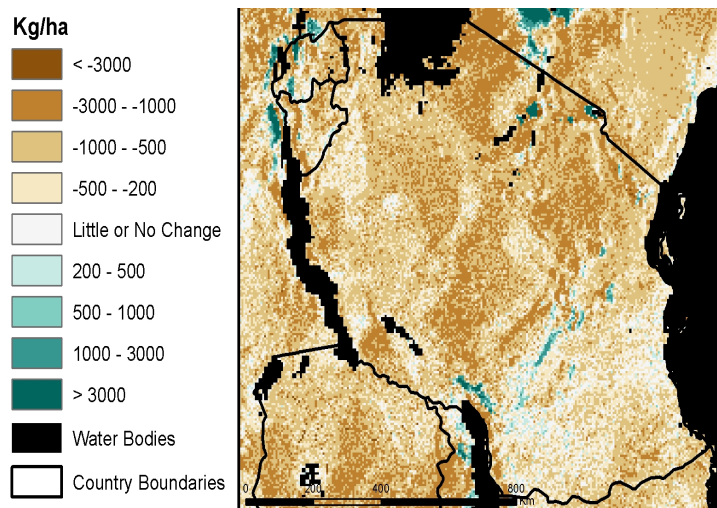 Kg/ha
< -3000
-3000 - -1000
-1000 - -500
-500 - -200
Little or No Change
200 - 500
500 - 1000
1000 - 3000
> 3000
Water Bodies
Country Boundaries
0 200 400 800
Km